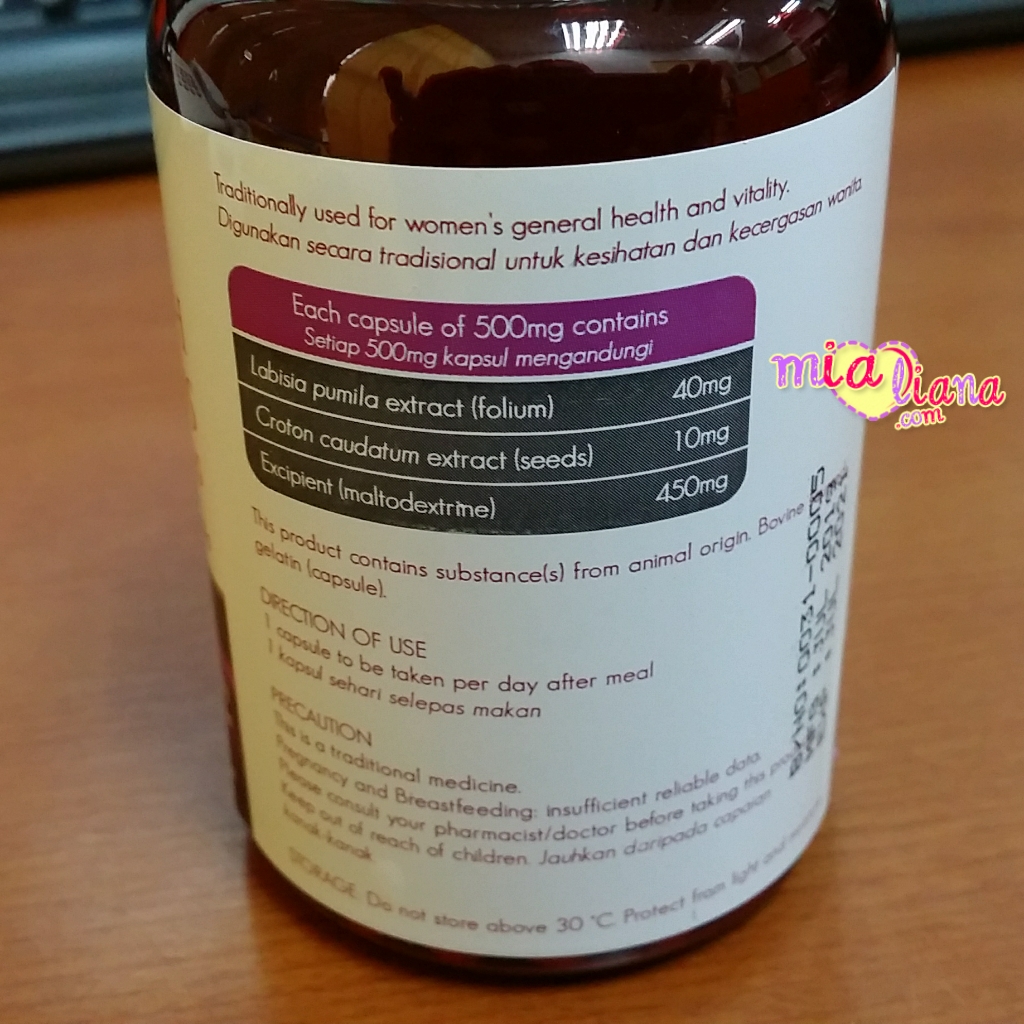 Traditionally used for women's general health and vitality.
Digunakan secara tradisional untuk kesihatan dan kecergasan wanita
Each capsule of 500mg contains
Setiap 500mg kapsul mengandungi
Labisia pumila extract (folium) 40mg
Croton caudatum extract (seeds) 10mg
Excipient (maltodextrine) 450mg
This product contains substance(s) from animal origin. Bovine
gelatin (capsule).
DIRECTION OF USE
1 capsule to be taken per day after meal
1 kapsul sehari selepas makan
PRECAUTION
This is a traditional medicine.
Pregnancy and Breastfeeding: insufficient reliable data.
Please consult your pharmacist/doctor before taking this
Keep out of reach of children. Jauhkan daripada capaian
kanak-kanak
STORAGE: Do not store above 30 °C. Protect from light and
0031-0005
mia liana
.com